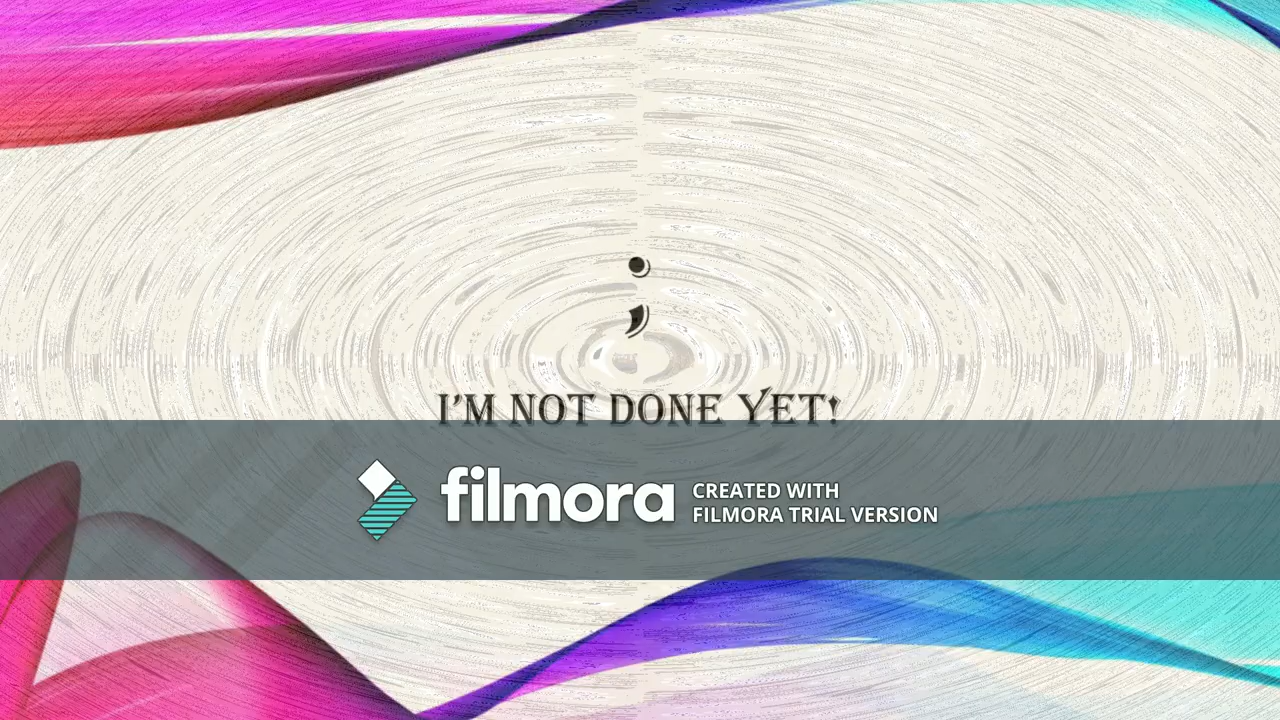 ;
I'M NOT DONE YET!
filmora
CREATED WITH
FILMORA TRIAL VERSION